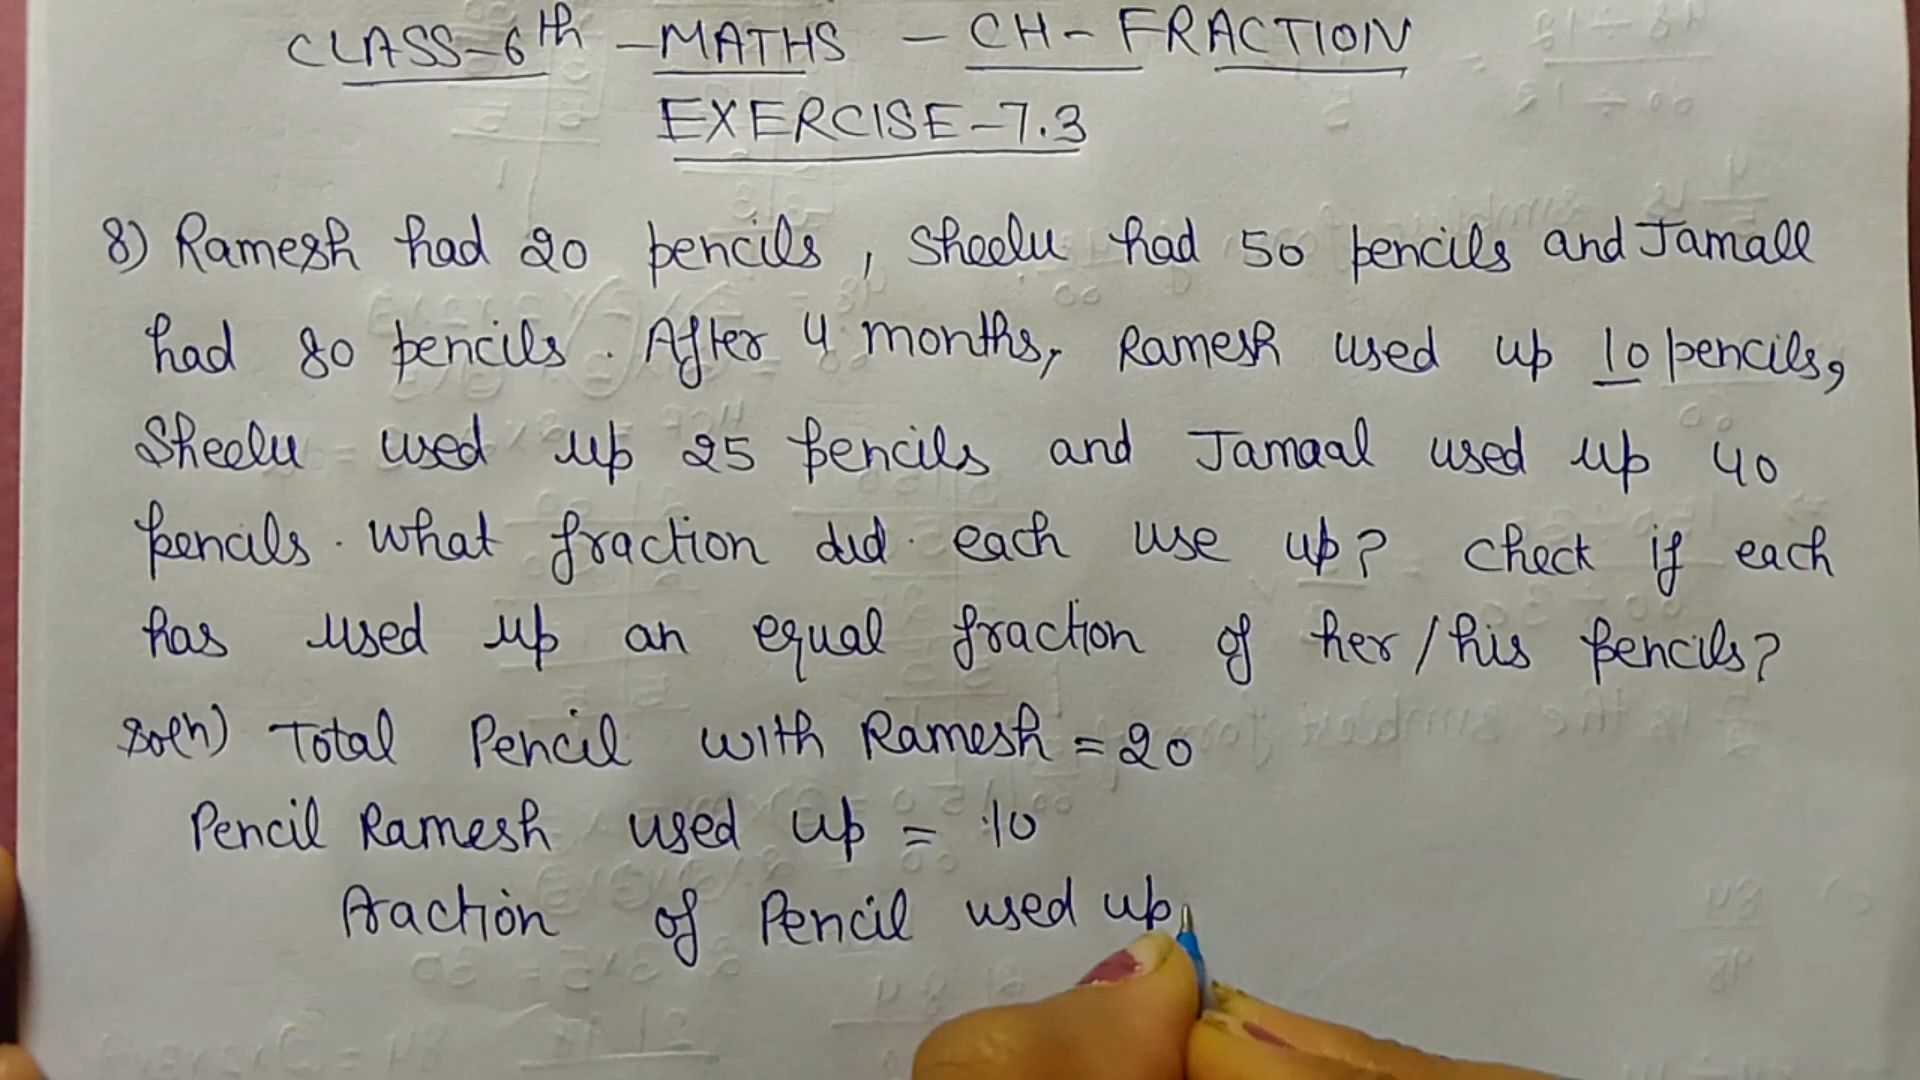 CLASS-6th - MATHS - CH- FRACTION
EXERCISE-7.3
8) Ramesh had 20 pencils, Sheelu had 50 pencils and Jamall
had 80 pencils. After 4 months, Ramesh used up 10 pencils,
Sheelu used up 25 pencils and Jamaal used up 40
pencils. What fraction did each use up? Check if each
has used up an equal fraction of her/his pencils?
Soln) Total Pencil with Ramesh = 20
Pencil Ramesh used up = 10
Fraction of Pencil used up